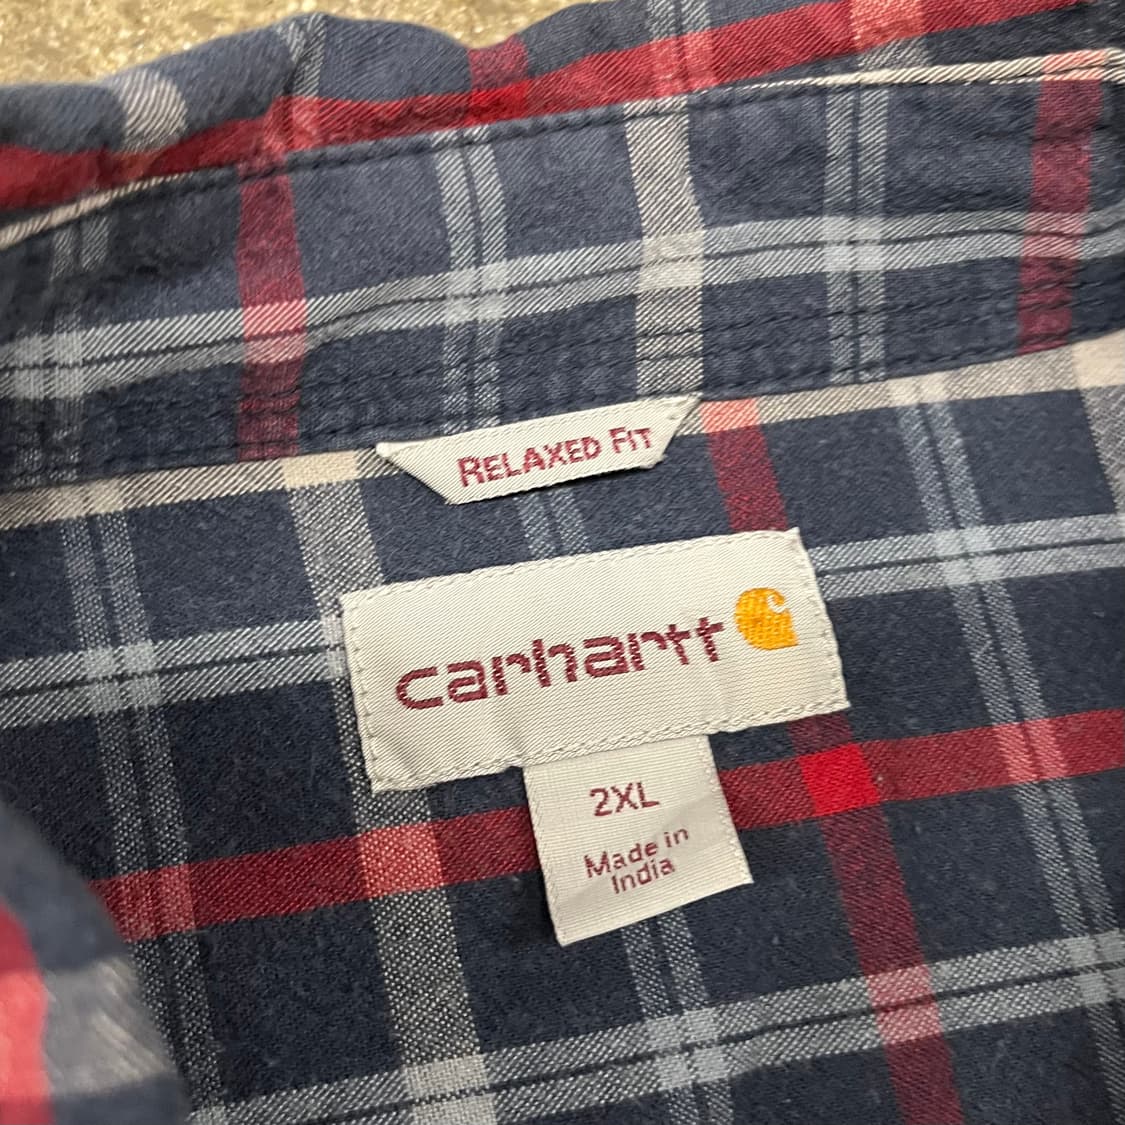 RELAXED FIT
carhartt
2XL
Made in
India